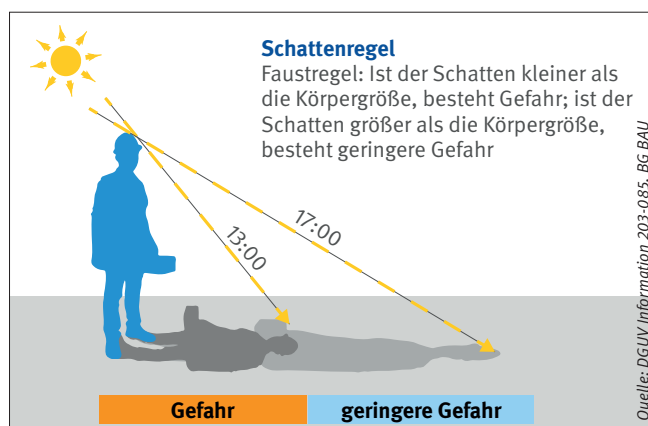 Schattenregel
Faustregel: Ist der Schatten kleiner als
die Körpergröße, besteht Gefahr; ist der
Schatten größer als die Körpergröße,
besteht geringere Gefahr
17:00
13:00
Gefahr
geringere Gefahr
Quelle: DGUV Information 203-085, BG BAU